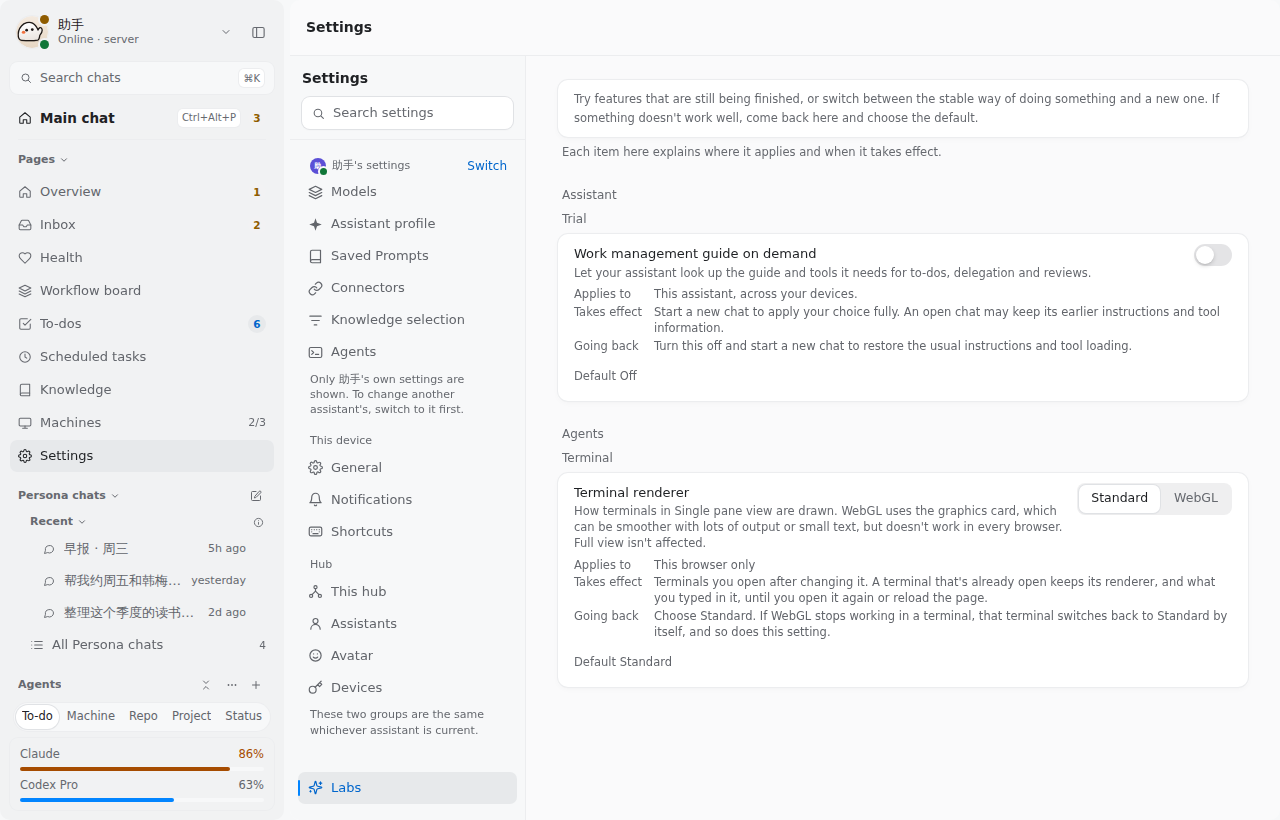 助手
Online · server
Search chats
⌘K
Main chat
Ctrl+Alt+P
3
Pages
Overview
1
Inbox
2
Health
Workflow board
To-dos
6
Scheduled tasks
Knowledge
Machines
2/3
Settings
Persona chats
Recent
早报 · 周三
5h ago
帮我约周五和韩梅…
yesterday
整理这个季度的读书…
2d ago
All Persona chats
4
Agents
To-do
Machine
Repo
Project
Status
Claude
86%
Codex Pro
63%
Settings
Settings
Search settings
助手's settings
Switch
Models
Assistant profile
Saved Prompts
Connectors
Knowledge selection
Agents
Only 助手's own settings are
shown. To change another
assistant's, switch to it first.
This device
General
Notifications
Shortcuts
Hub
This hub
Assistants
Avatar
Devices
These two groups are the same
whichever assistant is current.
Labs
Try features that are still being finished, or switch between the stable way of doing something and a new one. If
something doesn't work well, come back here and choose the default.
Each item here explains where it applies and when it takes effect.
Assistant
Trial
Work management guide on demand
Let your assistant look up the guide and tools it needs for to-dos, delegation and reviews.
Applies to
This assistant, across your devices.
Takes effect
Start a new chat to apply your choice fully. An open chat may keep its earlier instructions and tool
information.
Going back
Turn this off and start a new chat to restore the usual instructions and tool loading.
Default Off
Agents
Terminal
Terminal renderer
Standard
WebGL
How terminals in Single pane view are drawn. WebGL uses the graphics card, which
can be smoother with lots of output or small text, but doesn't work in every browser.
Full view isn't affected.
Applies to
This browser only
Takes effect
Terminals you open after changing it. A terminal that's already open keeps its renderer, and what
you typed in it, until you open it again or reload the page.
Going back
Choose Standard. If WebGL stops working in a terminal, that terminal switches back to Standard by
itself, and so does this setting.
Default Standard